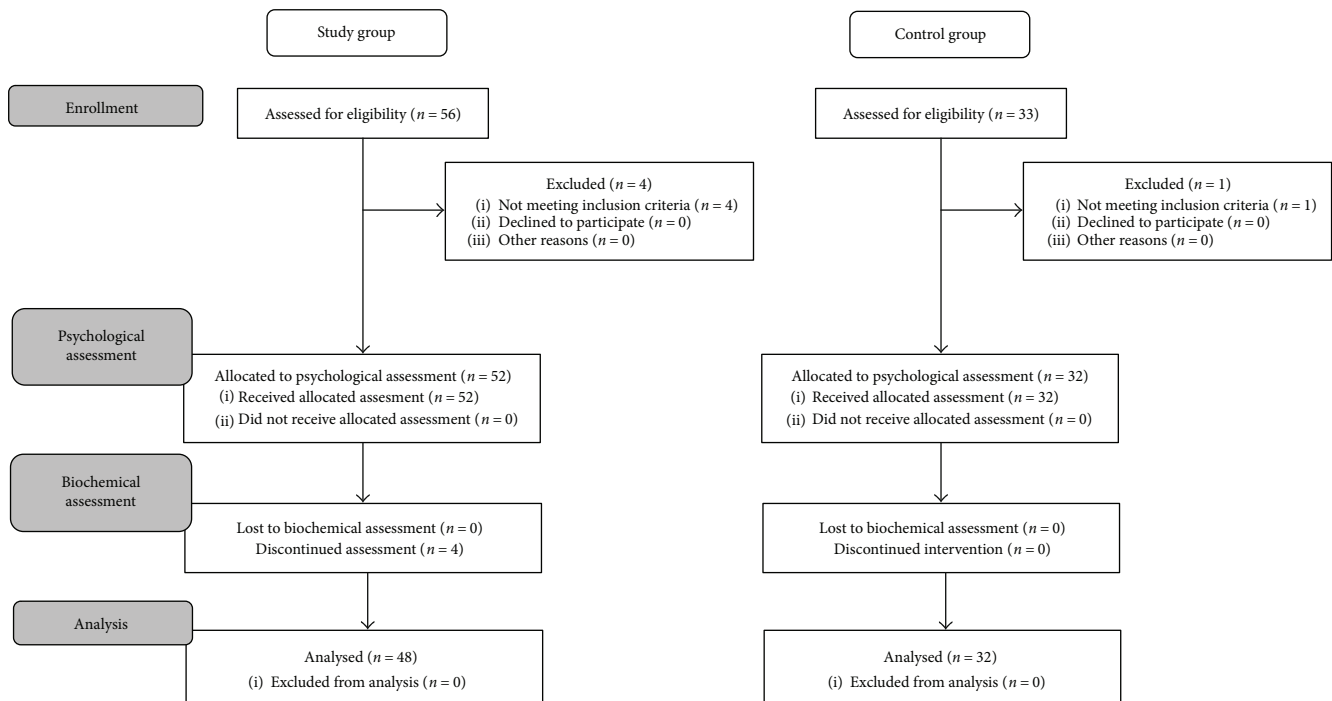 Study group
Control group
Enrollment
Assessed for eligibility (n = 56)
Assessed for eligibility (n = 33)
Excluded (n = 4)
(i) Not meeting inclusion criteria (n = 4)
(ii) Declined to participate (n = 0)
(iii) Other reasons (n = 0)
Excluded (n = 1)
(i) Not meeting inclusion criteria (n = 1)
(ii) Declined to participate (n = 0)
(iii) Other reasons (n = 0)
Psychological
assessment
Allocated to psychological assessment (n = 52)
(i) Received allocated assesment (n = 52)
(ii) Did not receive allocated assessment (n = 0)
Allocated to psychological assessment (n = 32)
(i) Received allocated assessment (n = 32)
(ii) Did not receive allocated assessment (n = 0)
Biochemical
assessment
Lost to biochemical assessment (n = 0)
Discontinued assessment (n = 4)
Lost to biochemical assessment (n = 0)
Discontinued intervention (n = 0)
Analysis
Analysed (n = 48)
(i) Excluded from analysis (n = 0)
Analysed (n = 32)
(i) Excluded from analysis (n = 0)